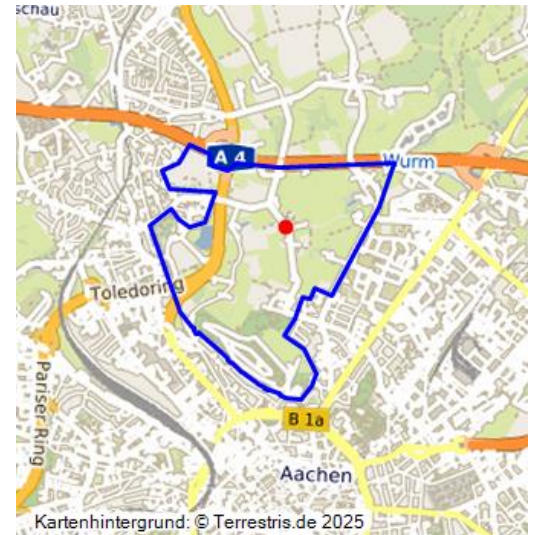 schau
A 4
Wurm
Toledoring
Pariser Ring
B 1a
Aachen
Kartenhintergrund: © Terrestris.de 2025